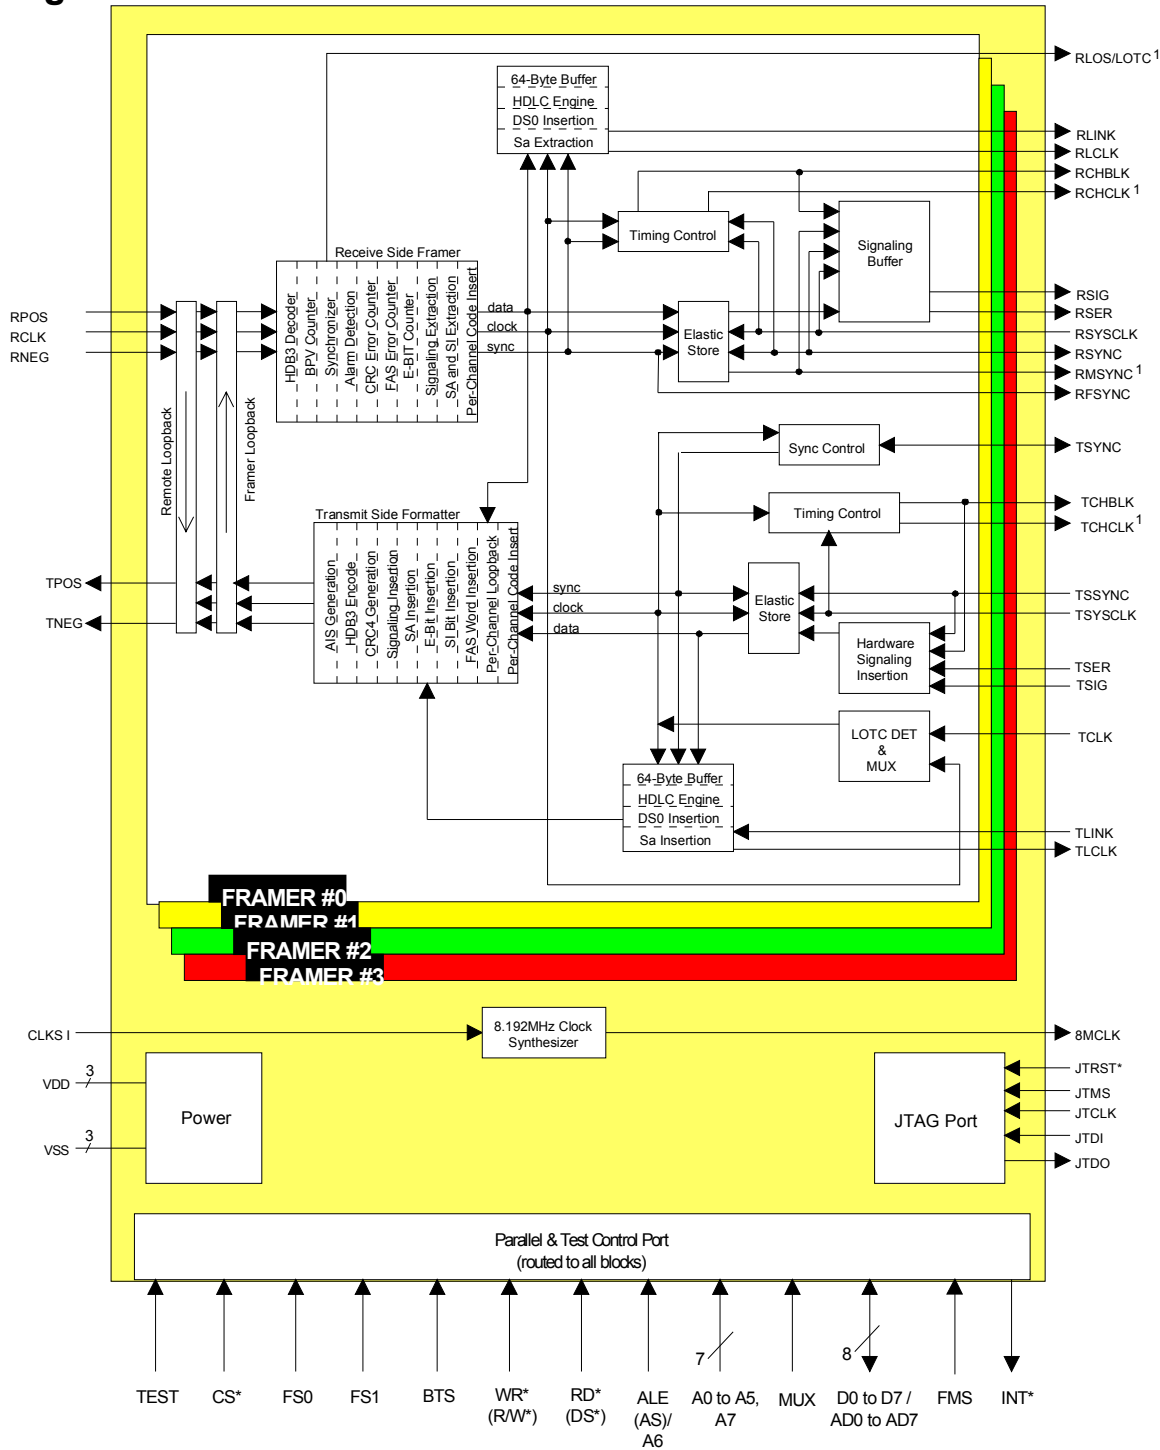 g
RLOS/LOTC 1
64-Byte Buffer
HDLC Engine
DS0 Insertion
Sa Extraction
RLINK
RLCLK
RCHBLK
RCHCLK 1
Timing Control
Signaling
Buffer
Receive Side Framer
HDB3 Decoder
BPV Counter
Synchronizer
Alarm Detection
CRC Error Counter
FAS Error Counter
E-BIT Counter
Signaling Extraction
SA and SI Extraction
Per-Channel Code Insert
data
clock
sync
Elastic
Store
RPOS
RCLK
RNEG
RSIG
RSER
RSYSCLK
RSYNC
RMSYNC 1
RFSYNC
Remote Loopback
Framer Loopback
Sync Control
TSYNC
Timing Control
TCHBLK
TCHCLK 1
Transmit Side Formatter
AIS Generation
HDB3 Encode
CRC4 Generation
Signaling Insertion
SA Insertion
E-Bit Insertion
SI Bit Insertion
FAS Word Insertion
Per-Channel Loopback
Per-Channel Code Insert
sync
clock
data
Elastic
Store
TPOS
TNEG
TSSYNC
TSYSCLK
Hardware
Signaling
Insertion
TSER
TSIG
LOTC DET
&
MUX
TCLK
64-Byte Buffer
HDLC Engine
DS0 Insertion
Sa Insertion
TLINK
TLCLK
FRAMER #0
FRAMER #1
FRAMER #2
FRAMER #3
CLKS I
8.192MHz Clock
Synthesizer
8MCLK
VDD
3
VSS
3
Power
JTAG Port
JTRST*
JTMS
JTCLK
JTDI
JTDO
Parallel & Test Control Port
(routed to all blocks)
7
8
TEST
CS*
FS0
FS1
BTS
WR*
(R/W*)
RD*
(DS*)
ALE
(AS)/
A6
A0 to A5,
A7
MUX
D0 to D7 /
AD0 to AD7
FMS
INT*